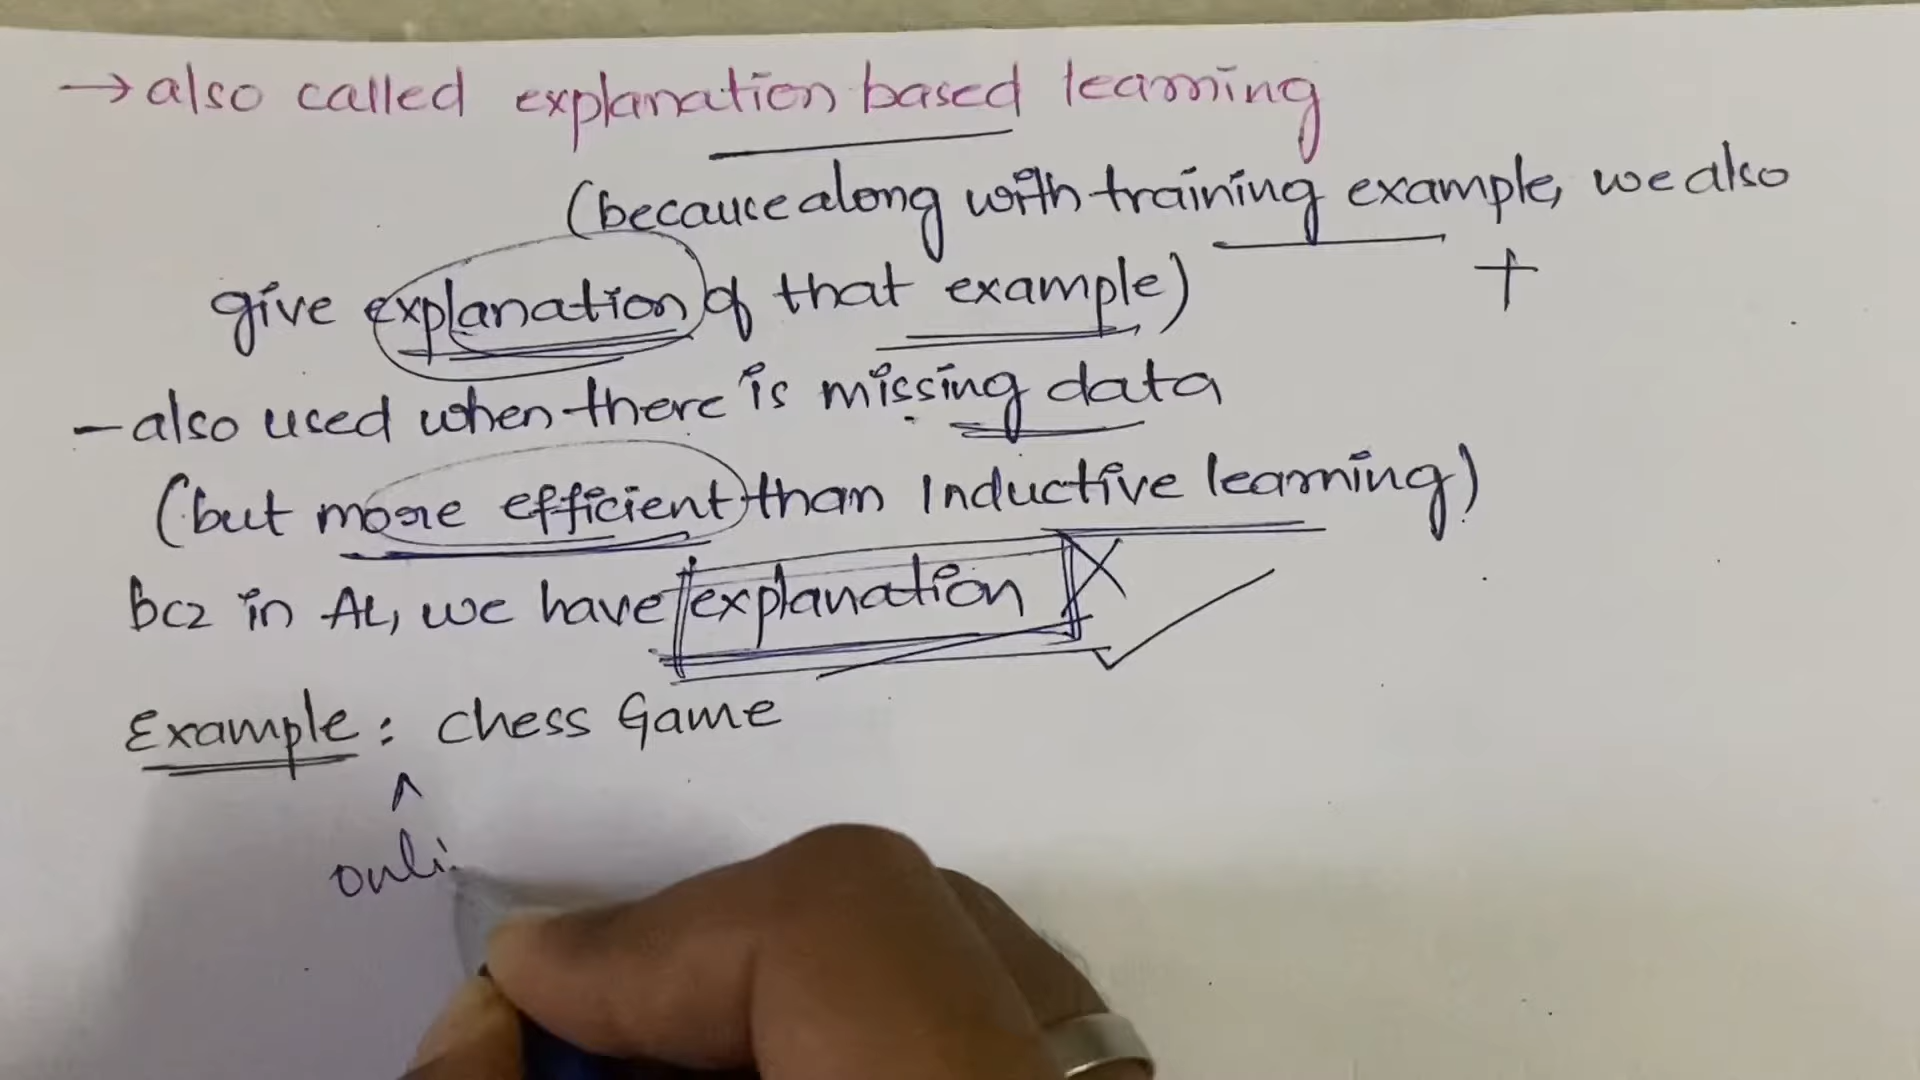 → also called explanation based learning
(because along with training example, we also
+
give explanation of that example)
- also used when there is missing data
(but more efficient than Inductive learning)
bcz in AL, we have explanation
Example: Chess Game
onli